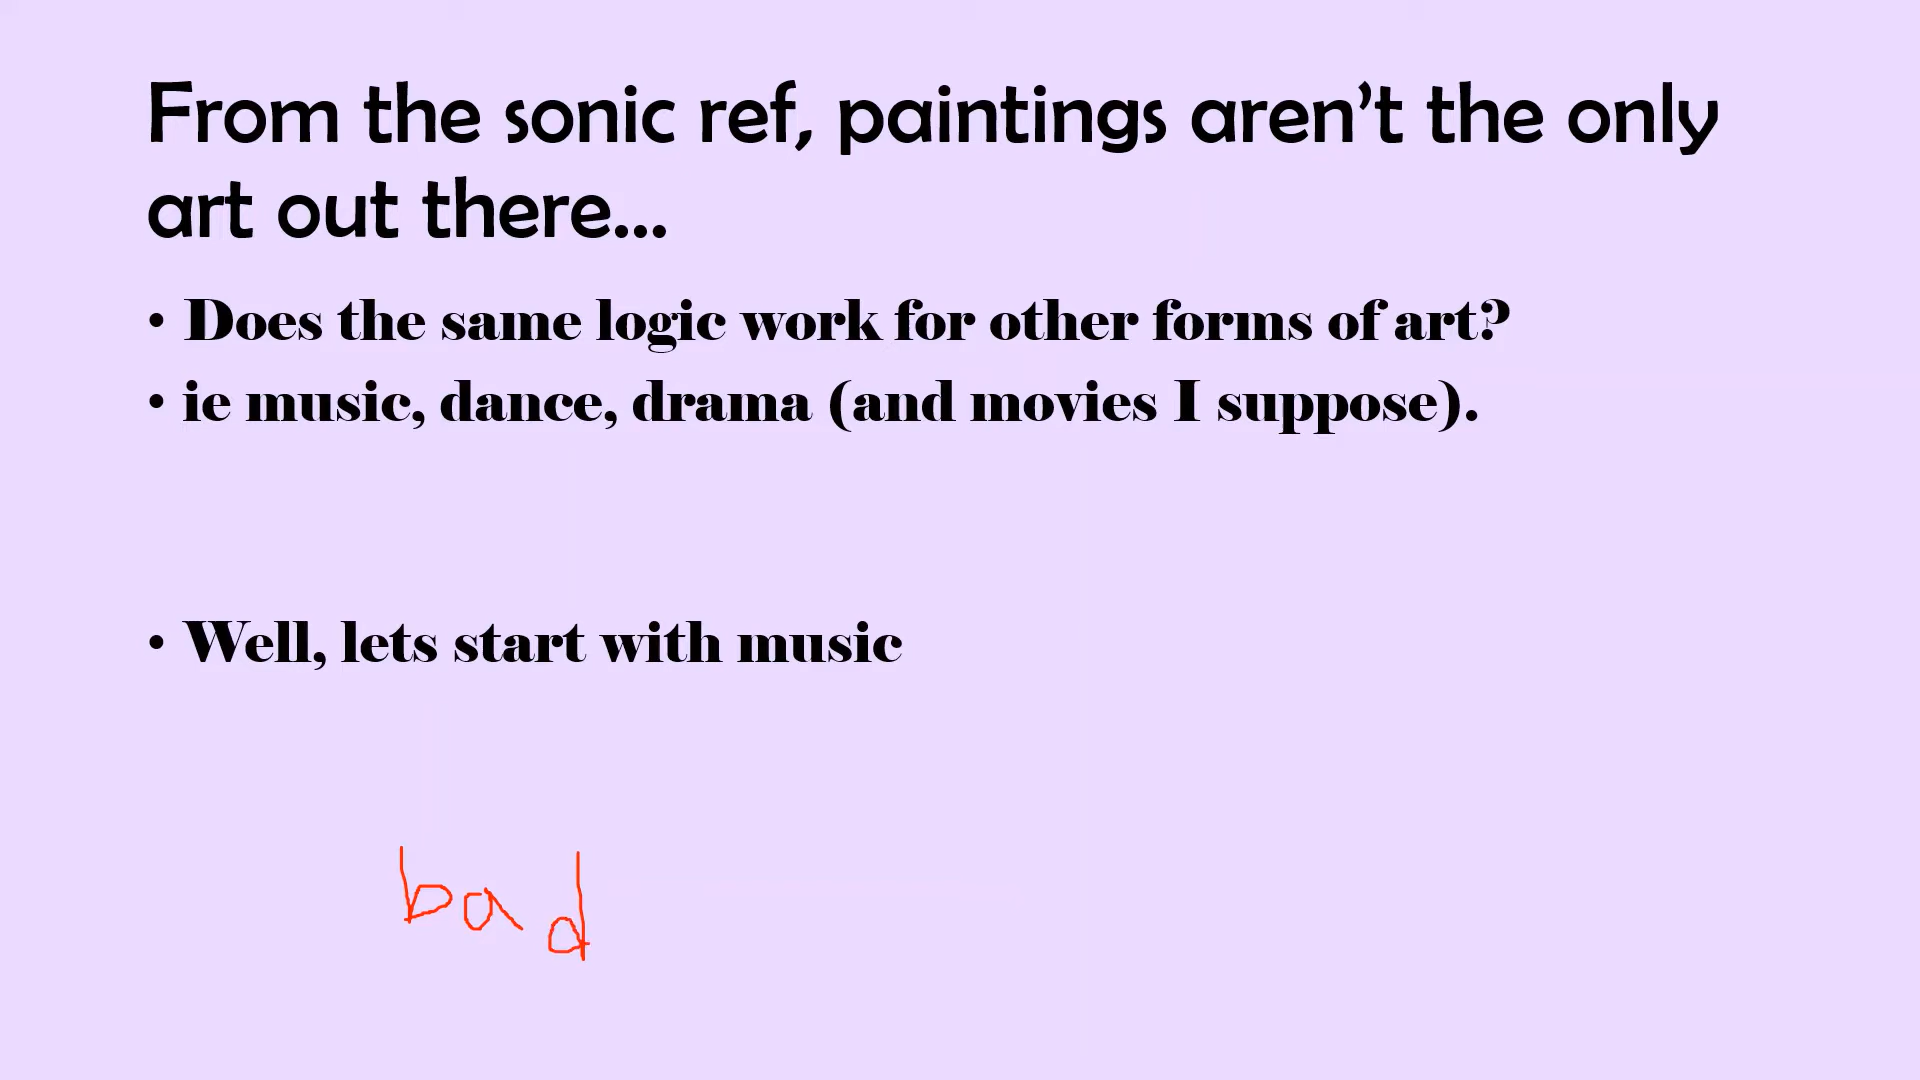 From the sonic ref, paintings aren’t the only
art out there...
• Does the same logic work for other forms of art?
• ie music, dance, drama (and movies I suppose).
• Well, lets start with music
bad